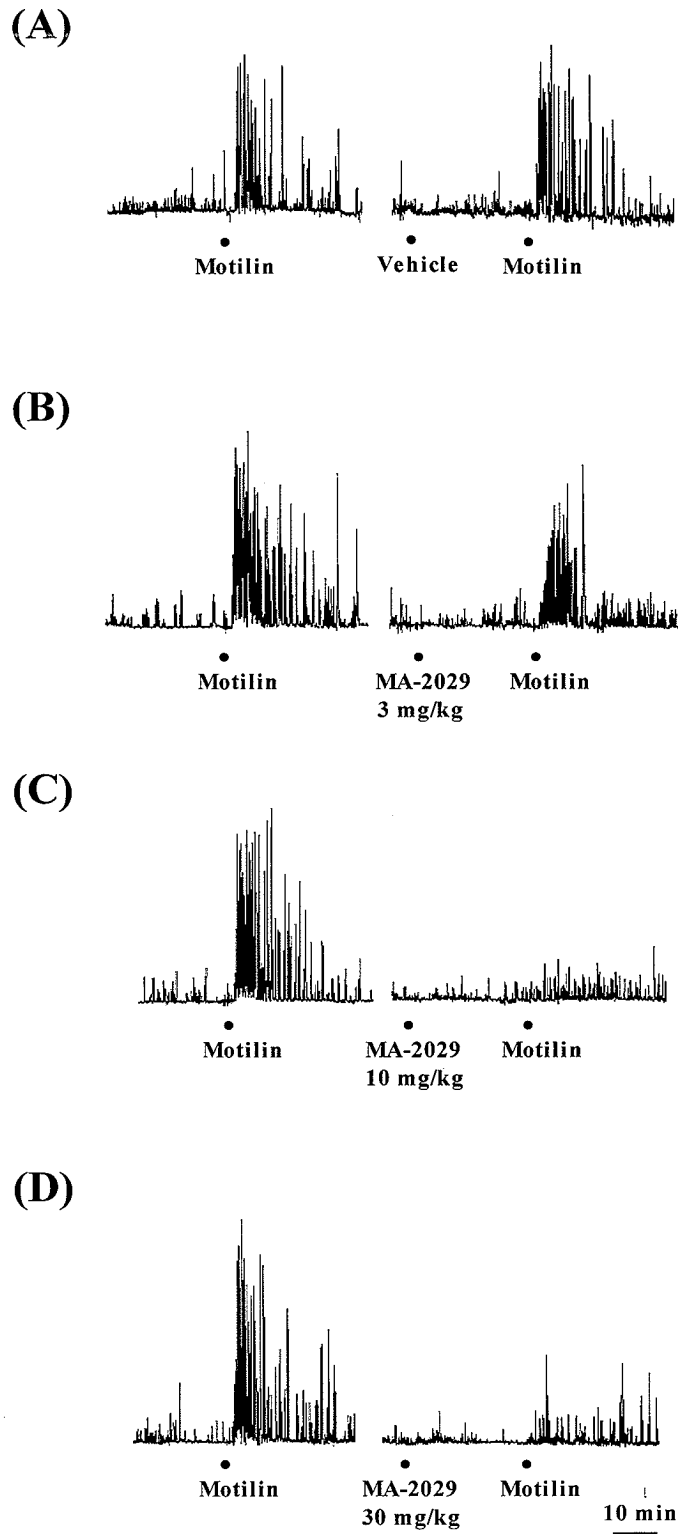 (A)
Motilin Vehicle Motilin
(B)
Motilin MA-2029 Motilin
3 mg/kg
(C)
Motilin MA-2029 Motilin
10 mg/kg
(D)
Motilin MA-2029 Motilin
30 mg/kg
10 min